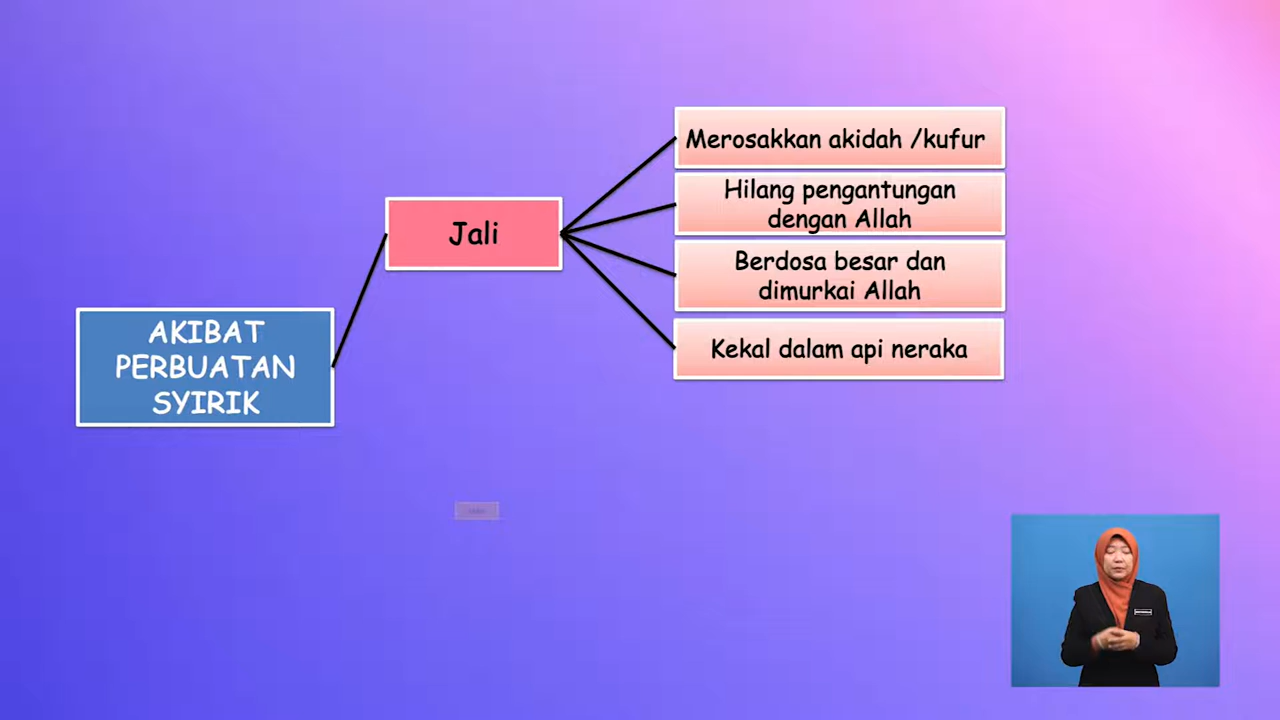 AKIBAT
PERBUATAN
SYIRIK
Jali
Merosakkan akidah /kufur
Hilang pengantungan
dengan Allah
Berdosa besar dan
dimurkai Allah
Kekal dalam api neraka